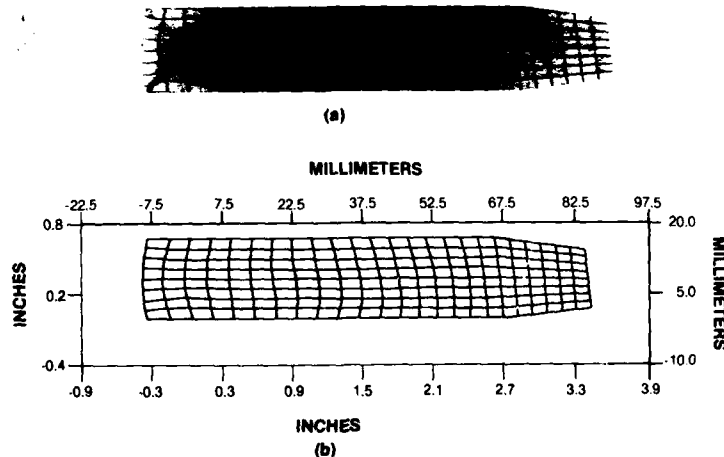 (a)
MILLIMETERS
-22.5 -7.5 7.5 22.5 37.5 52.5 67.5 82.5 97.5
0.8 20.0
INCHES 0.2 5.0 MILLIMETERS
-0.4 -10.0
-0.9 -0.3 0.3 0.9 1.5 2.1 2.7 3.3 3.9
INCHES
(b)